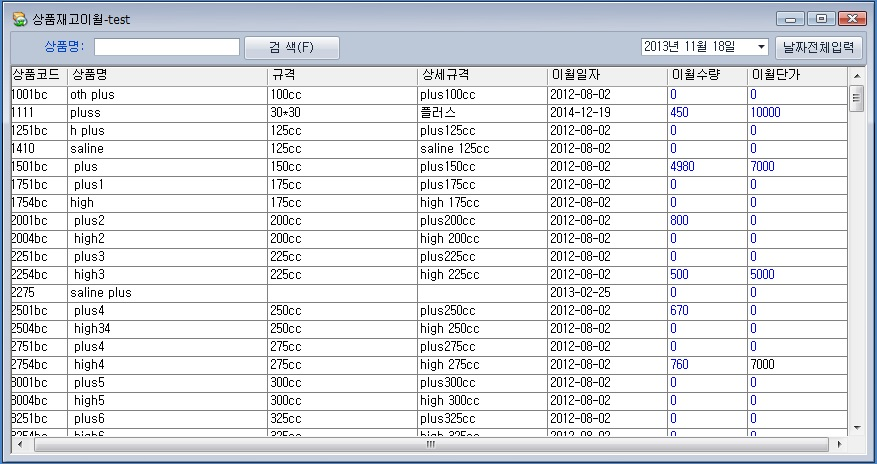 상품재고이월-test
상품명: 검 색(F) 2013년 11월 18일 날짜전체입력
상품코드 상품명 규격 상세규격 이월일자 이월수량 이월단가
1001bc oth plus 100cc plus100cc 2012-08-02 0 0
1111 pluss 30*30 플러스 2014-12-19 450 10000
1251bc h plus 125cc plus125cc 2012-08-02 0 0
1410 saline 125cc saline 125cc 2012-08-02 0 0
1501bc plus 150cc plus150cc 2012-08-02 4980 7000
1751bc plus1 175cc plus175cc 2012-08-02 0 0
1754bc high 175cc high 175cc 2012-08-02 0 0
2001bc plus2 200cc plus200cc 2012-08-02 800 0
2004bc high2 200cc high 200cc 2012-08-02 0 0
2251bc plus3 225cc plus225cc 2012-08-02 0 0
2254bc high3 225cc high 225cc 2012-08-02 500 5000
2275 saline plus 2013-02-25 0 0
2501bc plus4 250cc plus250cc 2012-08-02 670 0
2504bc high34 250cc high 250cc 2012-08-02 0 0
2751bc plus4 275cc plus275cc 2012-08-02 0 0
2754bc high4 275cc high 275cc 2012-08-02 760 7000
3001bc plus5 300cc plus300cc 2012-08-02 0 0
3004bc high5 300cc high 300cc 2012-08-02 0 0
3251bc plus6 325cc plus325cc 2012-08-02 0 0